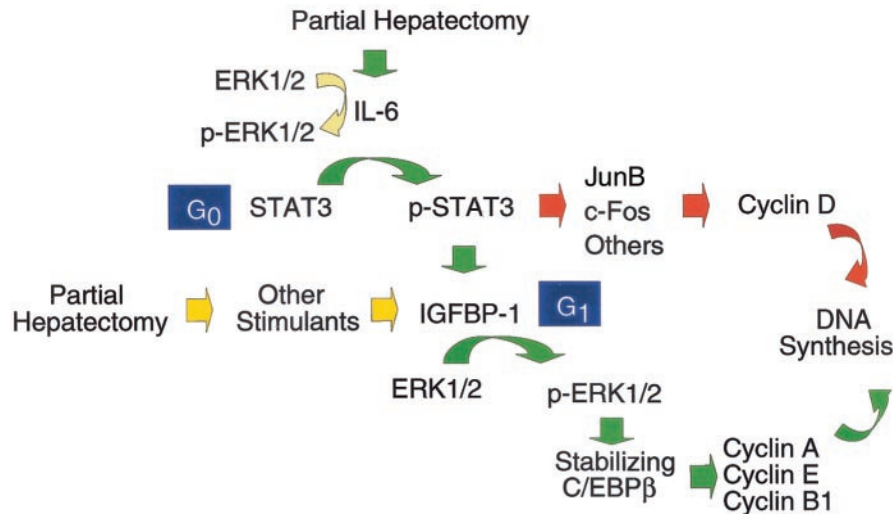 Partial Hepatectomy
ERK1/2
IL-6
p-ERK1/2
G0
STAT3
p-STAT3
JunB
c-Fos
Others
Cyclin D
Partial
Hepatectomy
Other
Stimulants
IGFBP-1
G1
DNA
Synthesis
ERK1/2
p-ERK1/2
Stabilizing
C/EBPβ
Cyclin A
Cyclin E
Cyclin B1